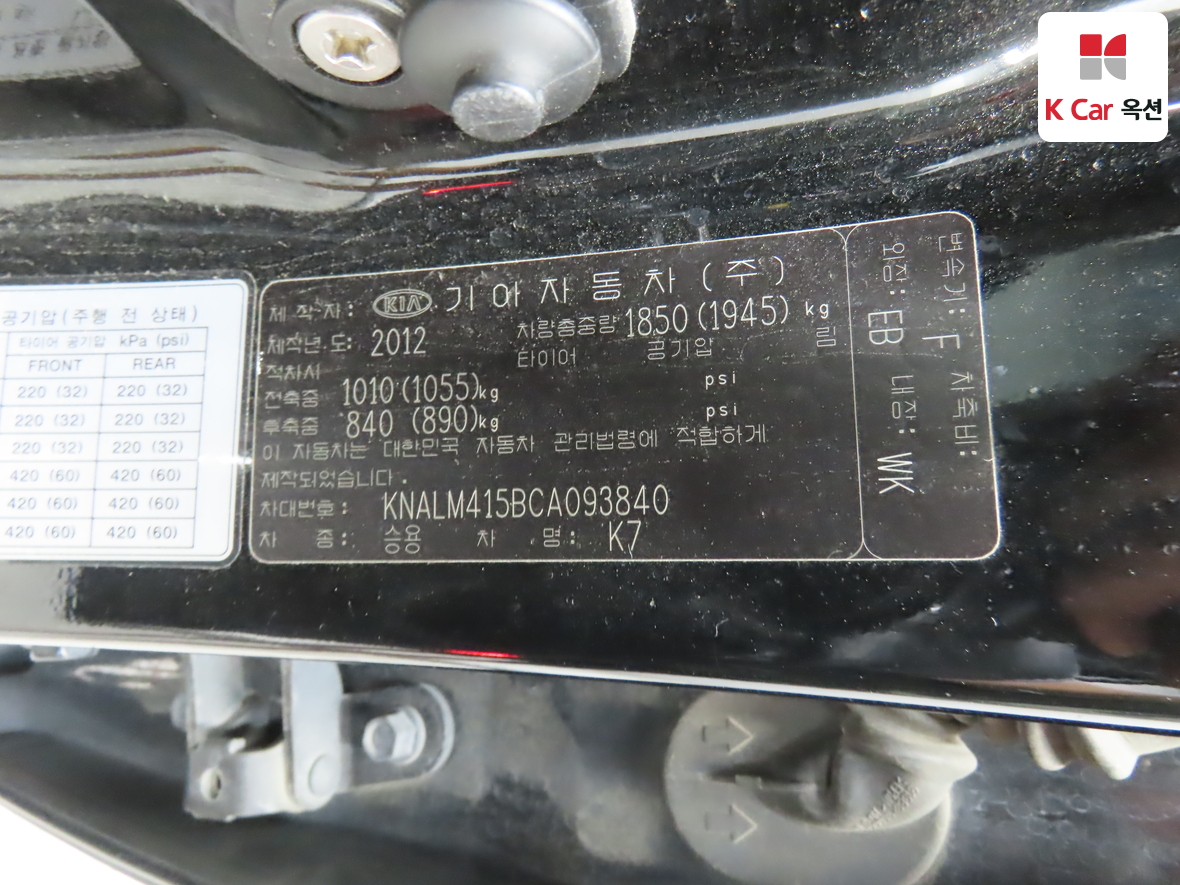 K Car 옥션
공기압(주행 전 상태)
타이어 공기압 kPa (psi)
FRONT REAR
220 (32) 220 (32)
220 (32) 220 (32)
220 (32) 220 (32)
420 (60) 420 (60)
420 (60) 420 (60)
420 (60) 420 (60)
제작자: KIA 기아자동차(주)
제작년도: 2012 차량총중량 1850(1945) kg
적차시 타이어 공기압 림
전축중 1010(1055)kg psi
후축중 840 (890)kg psi
이 자동차는 대한민국 자동차 관리법령에 적합하게
제작되었습니다.
차대번호: KNALM415BCA093840
차 종: 승용 차 명: K7
변속기: F 차축비:
외장: EB 내장: WK